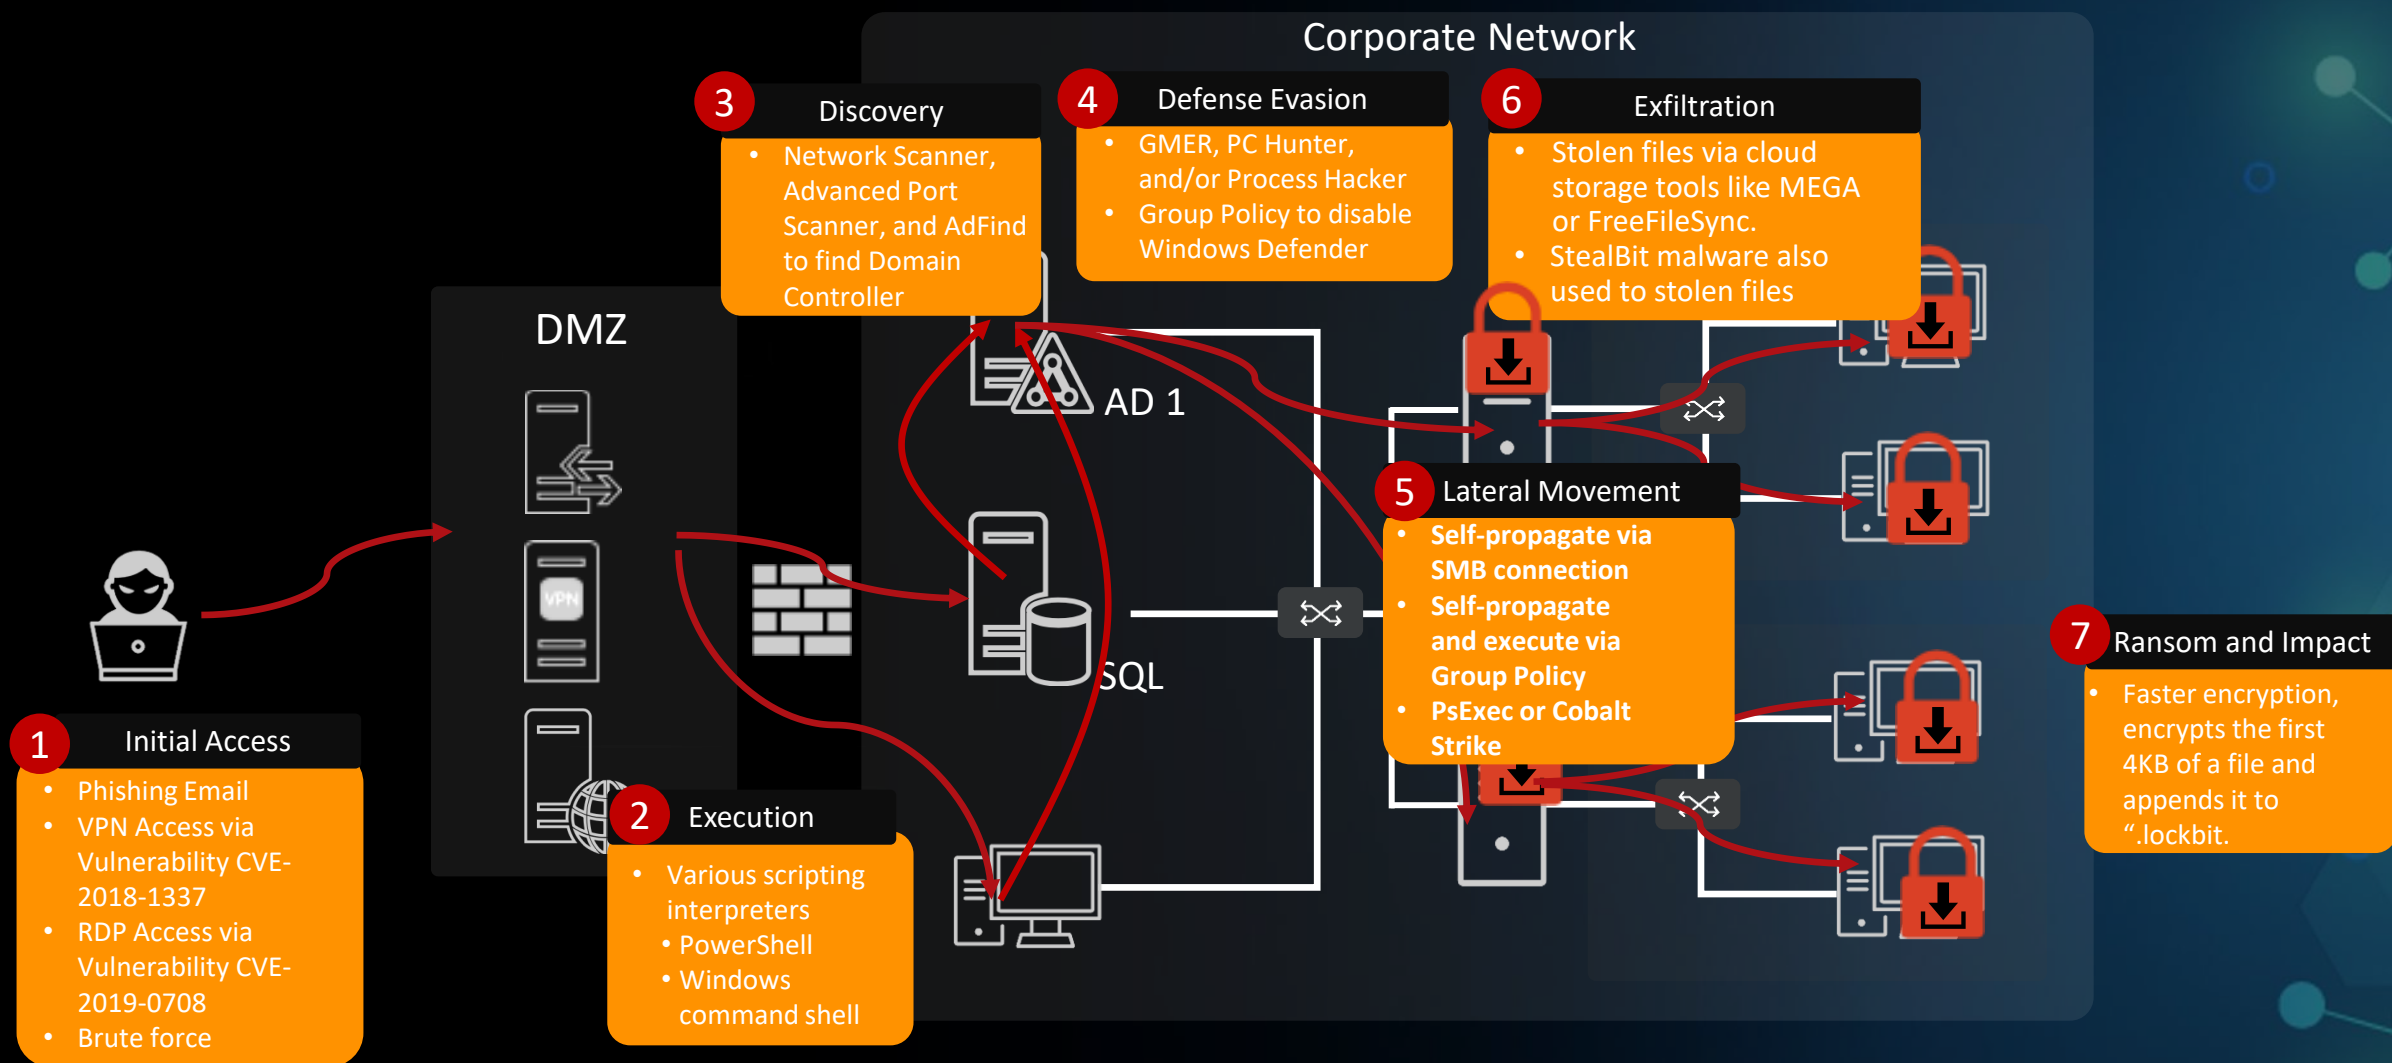 Corporate Network
3
Discovery
• Network Scanner,
Advanced Port
Scanner, and AdFind
to find Domain
Controller
4
Defense Evasion
• GMER, PC Hunter,
and/or Process Hacker
• Group Policy to disable
Windows Defender
6
Exfiltration
• Stolen files via cloud
storage tools like MEGA
or FreeFileSync.
• StealBit malware also
used to stolen files
DMZ
VPN
AD 1
SQL
5
Lateral Movement
• Self-propagate via
SMB connection
• Self-propagate
and execute via
Group Policy
• PsExec or Cobalt
Strike
1
Initial Access
• Phishing Email
• VPN Access via
Vulnerability CVE-
2018-1337
• RDP Access via
Vulnerability CVE-
2019-0708
• Brute force
2
Execution
• Various scripting
interpreters
• PowerShell
• Windows
command shell
7
Ransom and Impact
• Faster encryption,
encrypts the first
4KB of a file and
appends it to
“.lockbit.